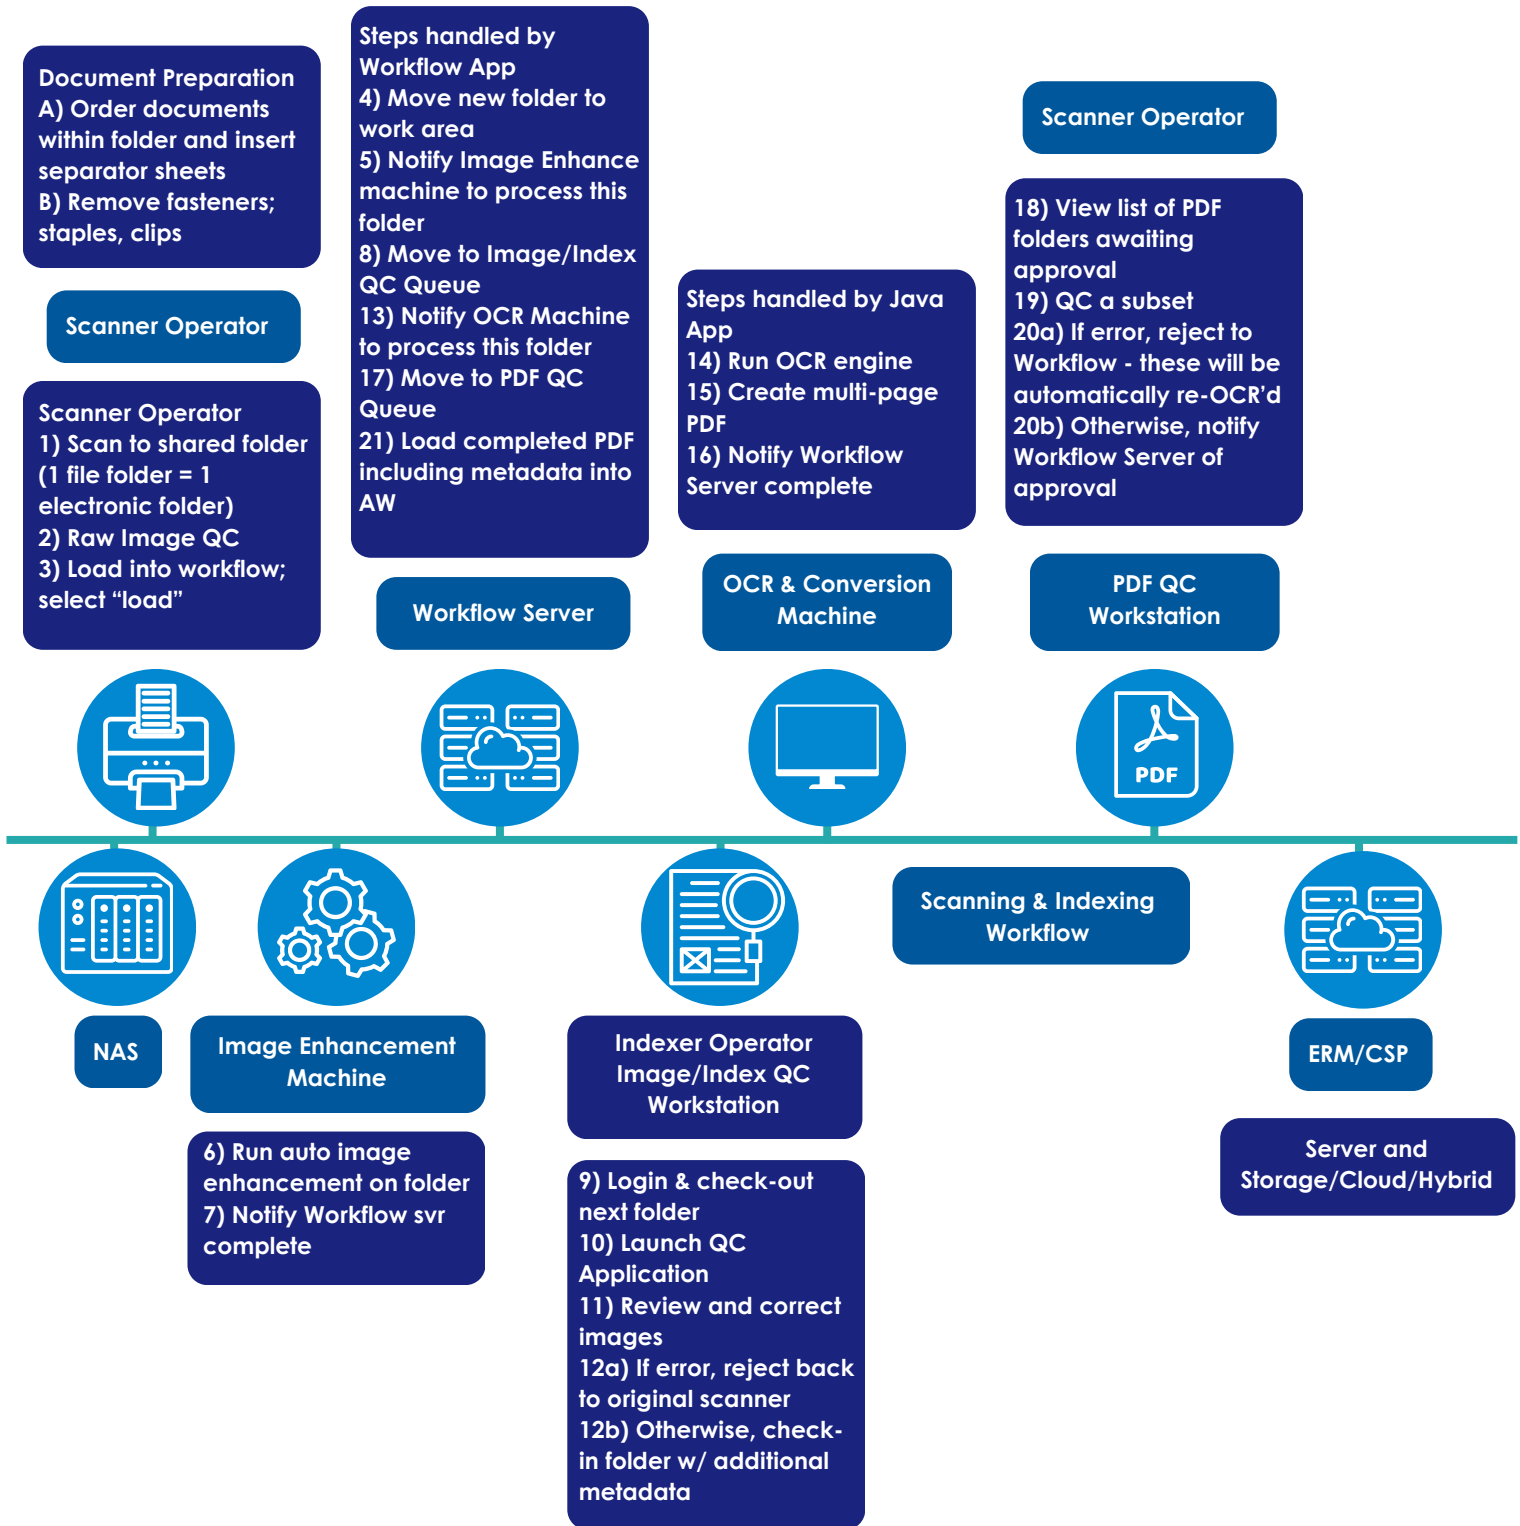 Document Preparation
A) Order documents
within folder and insert
separator sheets
B) Remove fasteners;
staples, clips
Scanner Operator
Scanner Operator
1) Scan to shared folder
(1 file folder = 1
electronic folder)
2) Raw Image QC
3) Load into workflow;
select “load”
Steps handled by
Workflow App
4) Move new folder to
work area
5) Notify Image Enhance
machine to process this
folder
8) Move to Image/Index
QC Queue
13) Notify OCR Machine
to process this folder
17) Move to PDF QC
Queue
21) Load completed PDF
including metadata into
AW
Workflow Server
Steps handled by Java
App
14) Run OCR engine
15) Create multi-page
PDF
16) Notify Workflow
Server complete
OCR & Conversion
Machine
Scanner Operator
18) View list of PDF
folders awaiting
approval
19) QC a subset
20a) If error, reject to
Workflow - these will be
automatically re-OCR’d
20b) Otherwise, notify
Workflow Server of
approval
PDF QC
Workstation
PDF
NAS
Image Enhancement
Machine
6) Run auto image
enhancement on folder
7) Notify Workflow svr
complete
Indexer Operator
Image/Index QC
Workstation
9) Login & check-out
next folder
10) Launch QC
Application
11) Review and correct
images
12a) If error, reject back
to original scanner
12b) Otherwise, check-
in folder w/ additional
metadata
Scanning & Indexing
Workflow
ERM/CSP
Server and
Storage/Cloud/Hybrid